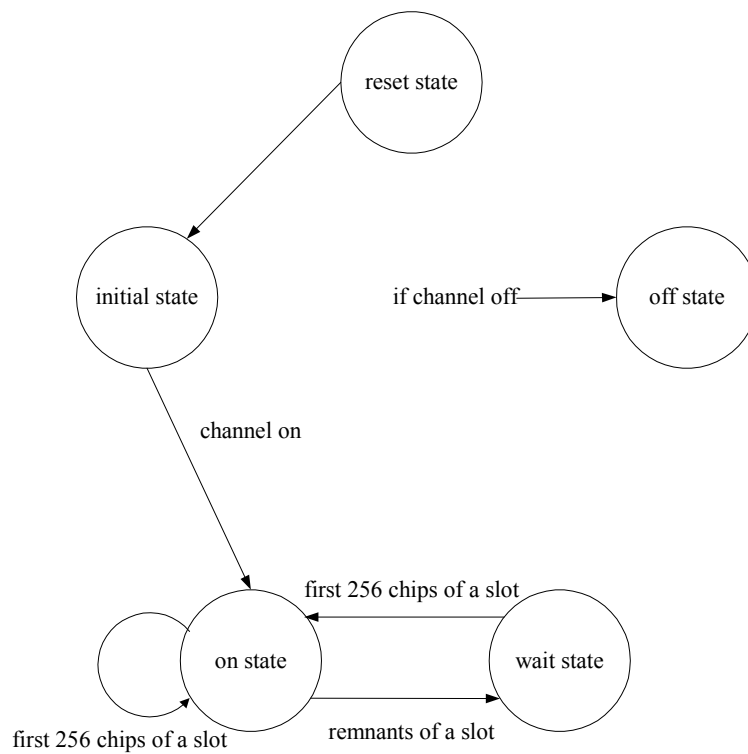 reset state
initial state
if channel off
off state
channel on
first 256 chips of a slot
on state
wait state
remnants of a slot
first 256 chips of a slot